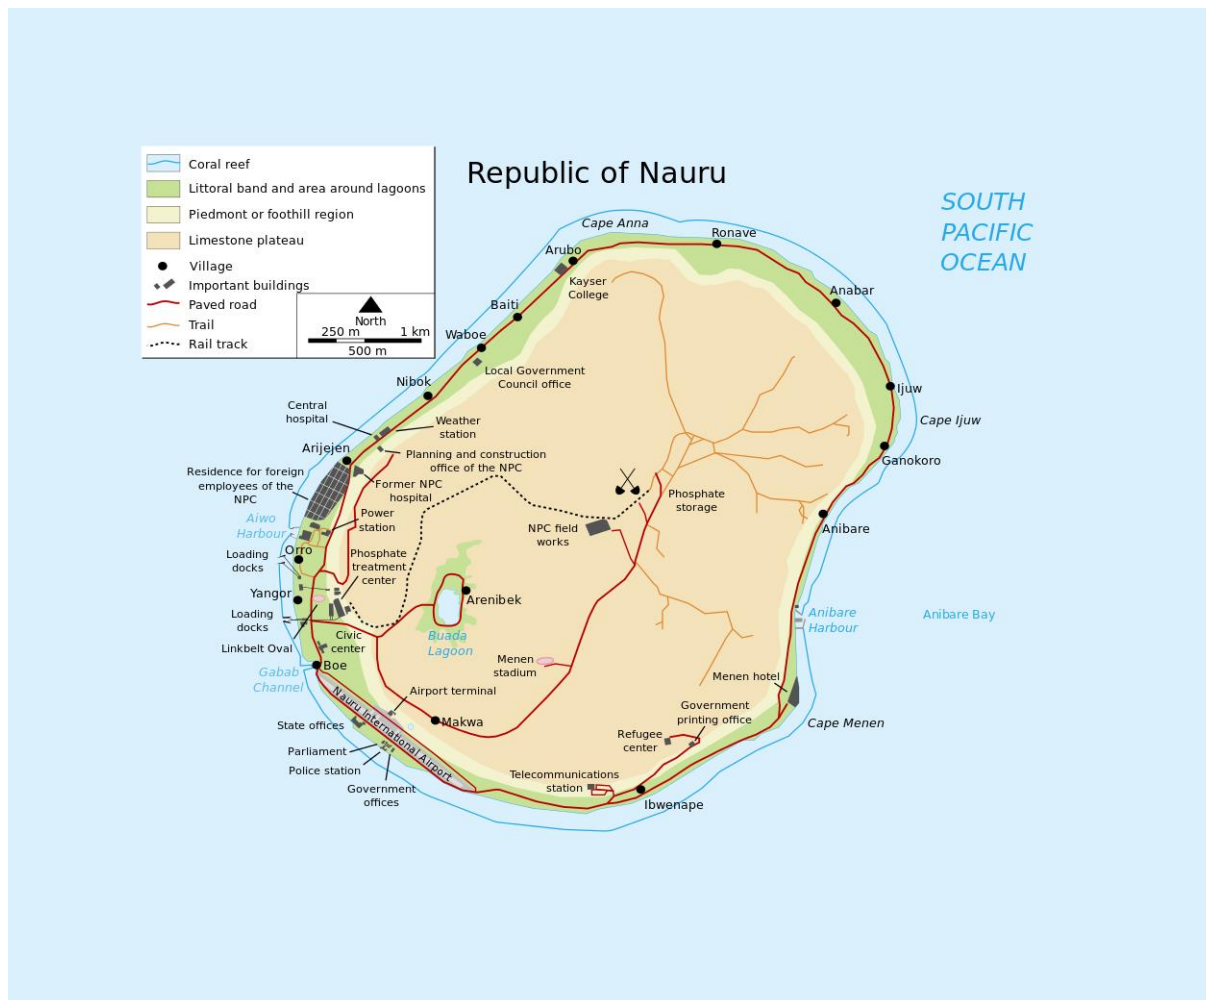 Republic of Nauru
Coral reef
Littoral band and area around lagoons
Piedmont or foothill region
Limestone plateau
Village
Important buildings
Paved road
Trail
Rail track
North
250 m
1 km
500 m
SOUTH
PACIFIC
OCEAN
Cape Anna
Ronave
Arubo
Kayser
College
Anabar
Baiti
Waboe
Local Government
Council office
Nibok
Ijuw
Cape Ijuw
Central
hospital
Weather
station
Arijejen
Planning and construction
office of the NPC
Ganokoro
Residence for foreign
employees of the
NPC
Former NPC
hospital
Phosphate
storage
Aiwo
Harbour
Power
station
NPC field
works
Anibare
Orro
Loading
docks
Phosphate
treatment
center
Yangor
Arenibek
Loading
docks
Anibare
Harbour
Anibare Bay
Linkbelt Oval
Civic
center
Buada
Lagoon
Boe
Menen
stadium
Gabab
Channel
Menen hotel
Nauru International Airport
Airport terminal
Government
printing office
State offices
Makwa
Cape Menen
Refugee
center
Parliament
Police station
Telecommunications
station
Government
offices
Ibwenape